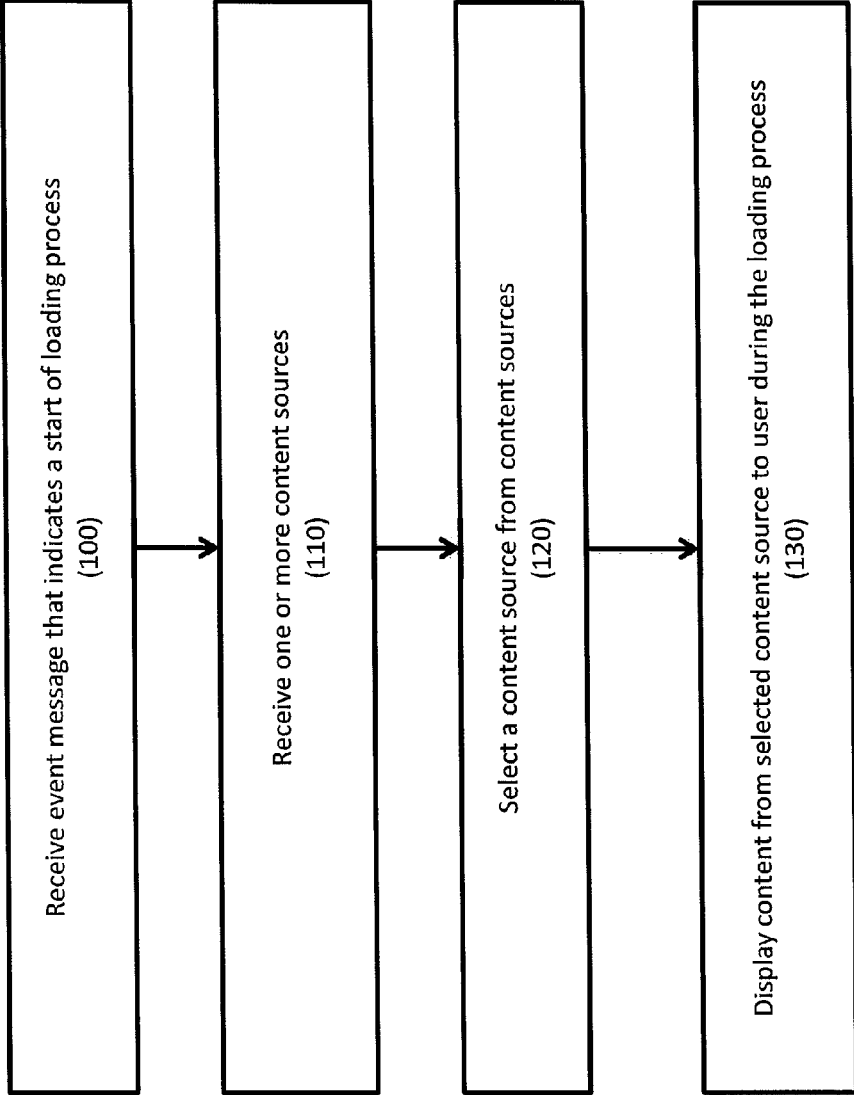 Receive event message that indicates a start of loading process
(100)
Receive one or more content sources
(110)
Select a content source from content sources
(120)
Display content from selected content source to user during the loading process
(130)